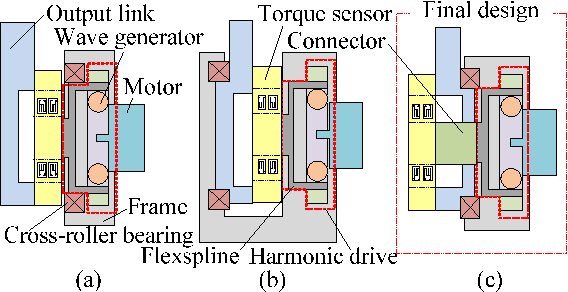 Output link
Wave generator
Motor
Torque sensor
Connector
Final design
Frame
Cross-roller bearing
Flexspline
Harmonic drive
(a)
(b)
(c)